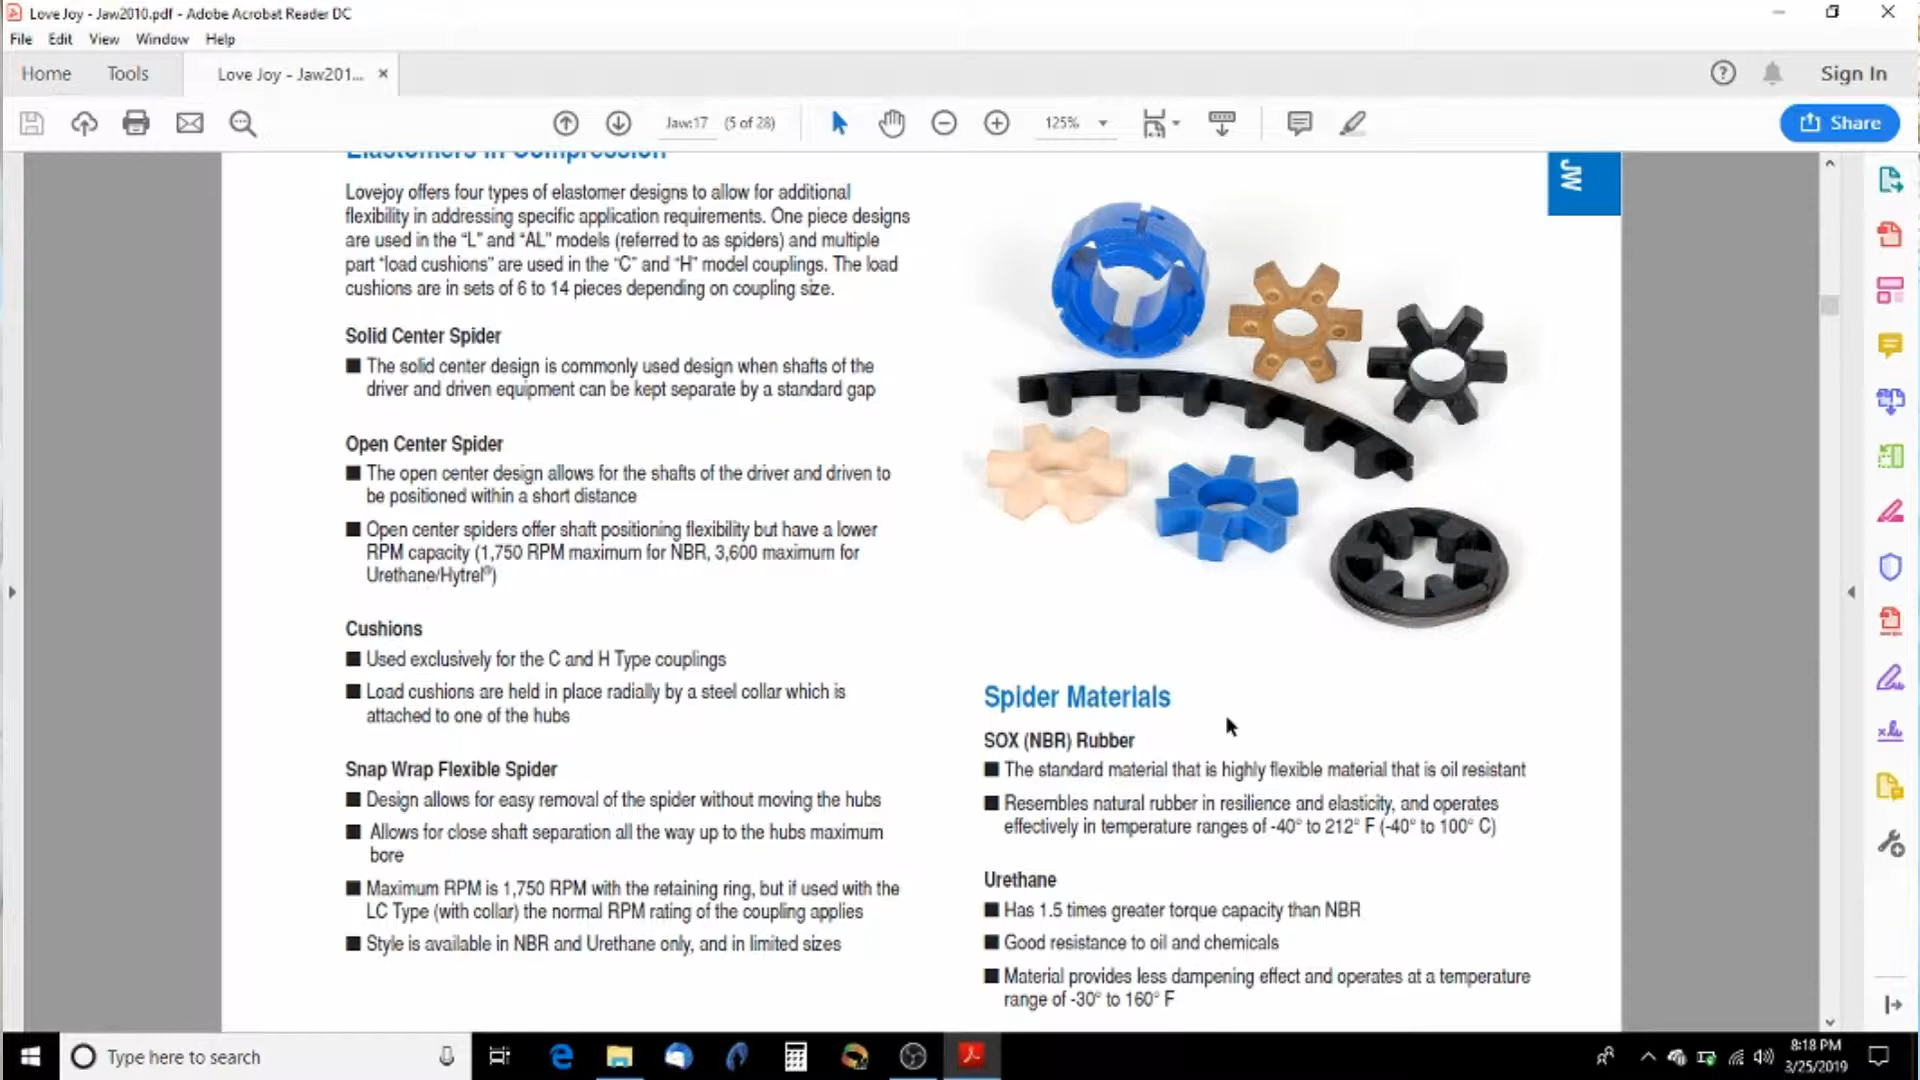 Love Joy - Jaw2010.pdf - Adobe Acrobat Reader DC
File Edit View Window Help
Home Tools Love Joy - Jaw201... × Sign In
Jaw:17 (5 of 28) 125% Share
Elastomers in Compression
JW
Lovejoy offers four types of elastomer designs to allow for additional
flexibility in addressing specific application requirements. One piece designs
are used in the “L” and “AL” models (referred to as spiders) and multiple
part “load cushions” are used in the “C” and “H” model couplings. The load
cushions are in sets of 6 to 14 pieces depending on coupling size.
Solid Center Spider
■ The solid center design is commonly used design when shafts of the
driver and driven equipment can be kept separate by a standard gap
Open Center Spider
■ The open center design allows for the shafts of the driver and driven to
be positioned within a short distance
■ Open center spiders offer shaft positioning flexibility but have a lower
RPM capacity (1,750 RPM maximum for NBR, 3,600 maximum for
Urethane/Hytrel®)
Cushions
■ Used exclusively for the C and H Type couplings
■ Load cushions are held in place radially by a steel collar which is
attached to one of the hubs
Snap Wrap Flexible Spider
■ Design allows for easy removal of the spider without moving the hubs
■ Allows for close shaft separation all the way up to the hubs maximum
bore
■ Maximum RPM is 1,750 RPM with the retaining ring, but if used with the
LC Type (with collar) the normal RPM rating of the coupling applies
■ Style is available in NBR and Urethane only, and in limited sizes
Spider Materials
SOX (NBR) Rubber
■ The standard material that is highly flexible material that is oil resistant
■ Resembles natural rubber in resilience and elasticity, and operates
effectively in temperature ranges of -40° to 212° F (-40° to 100° C)
Urethane
■ Has 1.5 times greater torque capacity than NBR
■ Good resistance to oil and chemicals
■ Material provides less dampening effect and operates at a temperature
range of -30° to 160° F
Type here to search
8:18 PM
3/25/2019